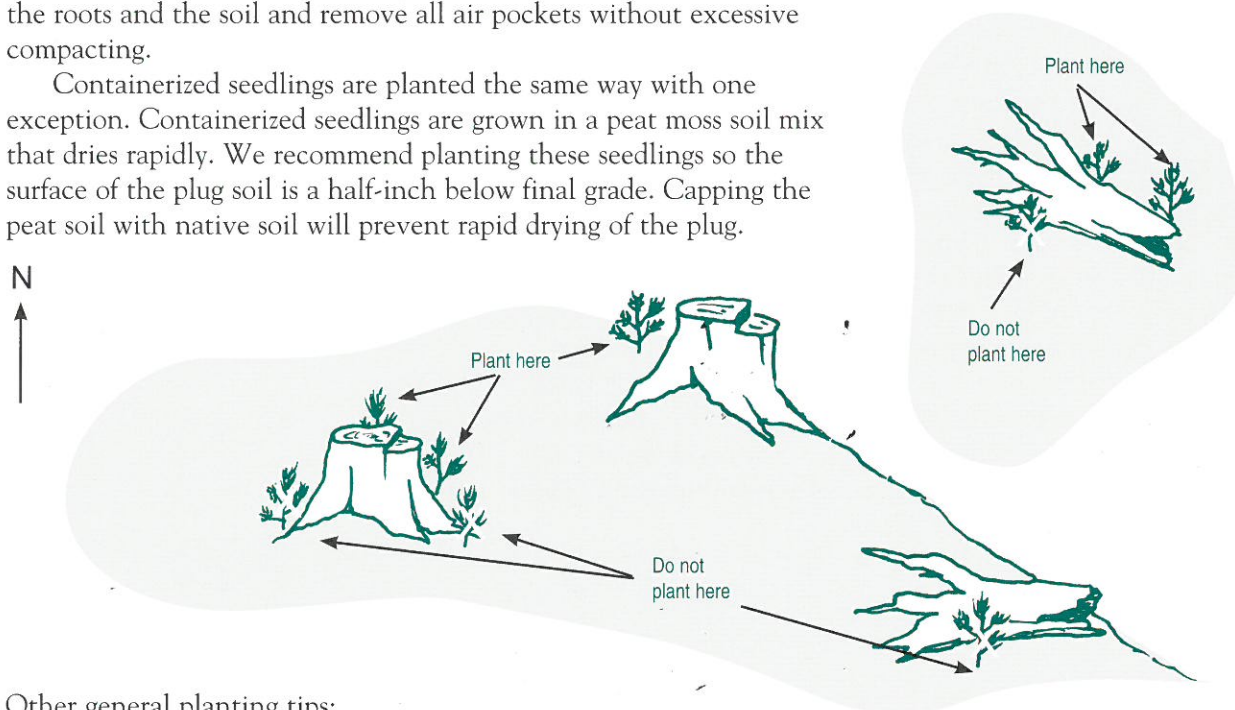 the roots and the soil and remove all air pockets without excessive
compacting.
Containerized seedlings are planted the same way with one
exception. Containerized seedlings are grown in a peat moss soil mix
that dries rapidly. We recommend planting these seedlings so the
surface of the plug soil is a half-inch below final grade. Capping the
peat soil with native soil will prevent rapid drying of the plug.
Plant here
Do not
plant here
N
Plant here
Do not
plant here
Other general planting tips: